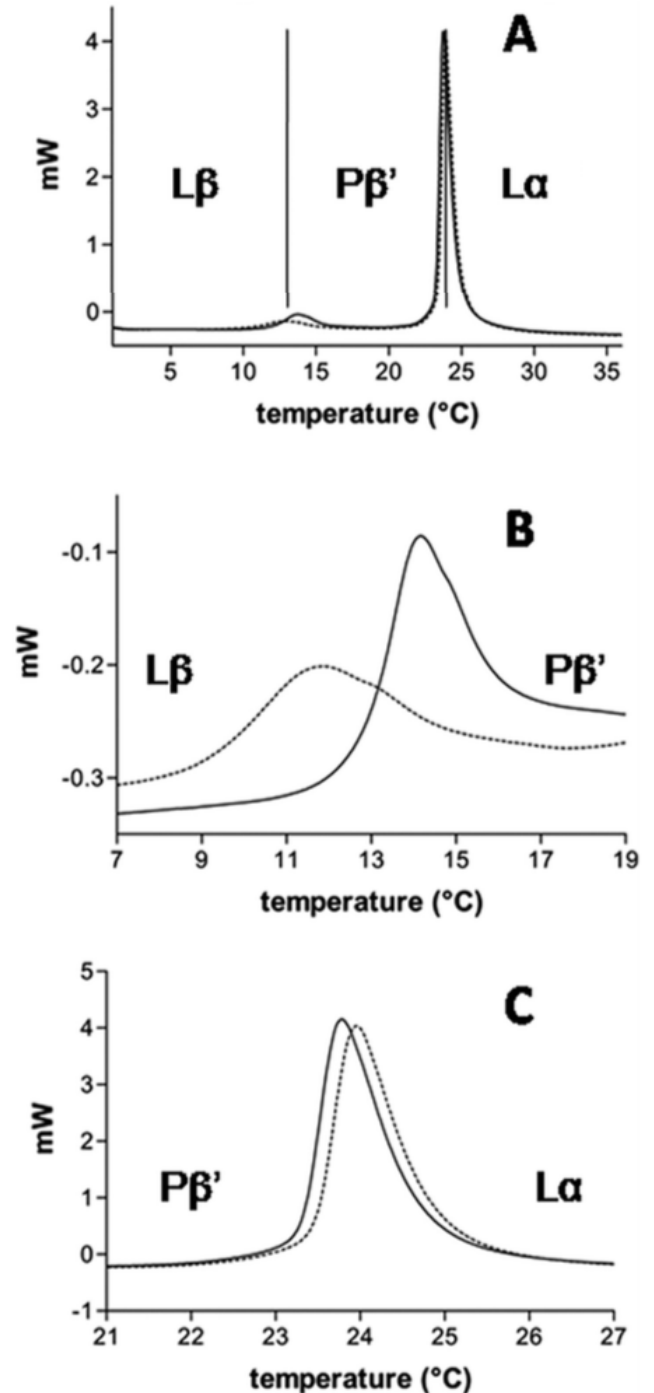 A
4
3
2
1
0
mW
Lβ
Pβ’
Lα
5 10 15 20 25 30 35
temperature (°C)
B
-0.1
-0.2
-0.3
mW
Lβ
Pβ’
7 9 11 13 15 17 19
temperature (°C)
C
5
4
3
2
1
0
-1
mW
Pβ’
Lα
21 22 23 24 25 26 27
temperature (°C)